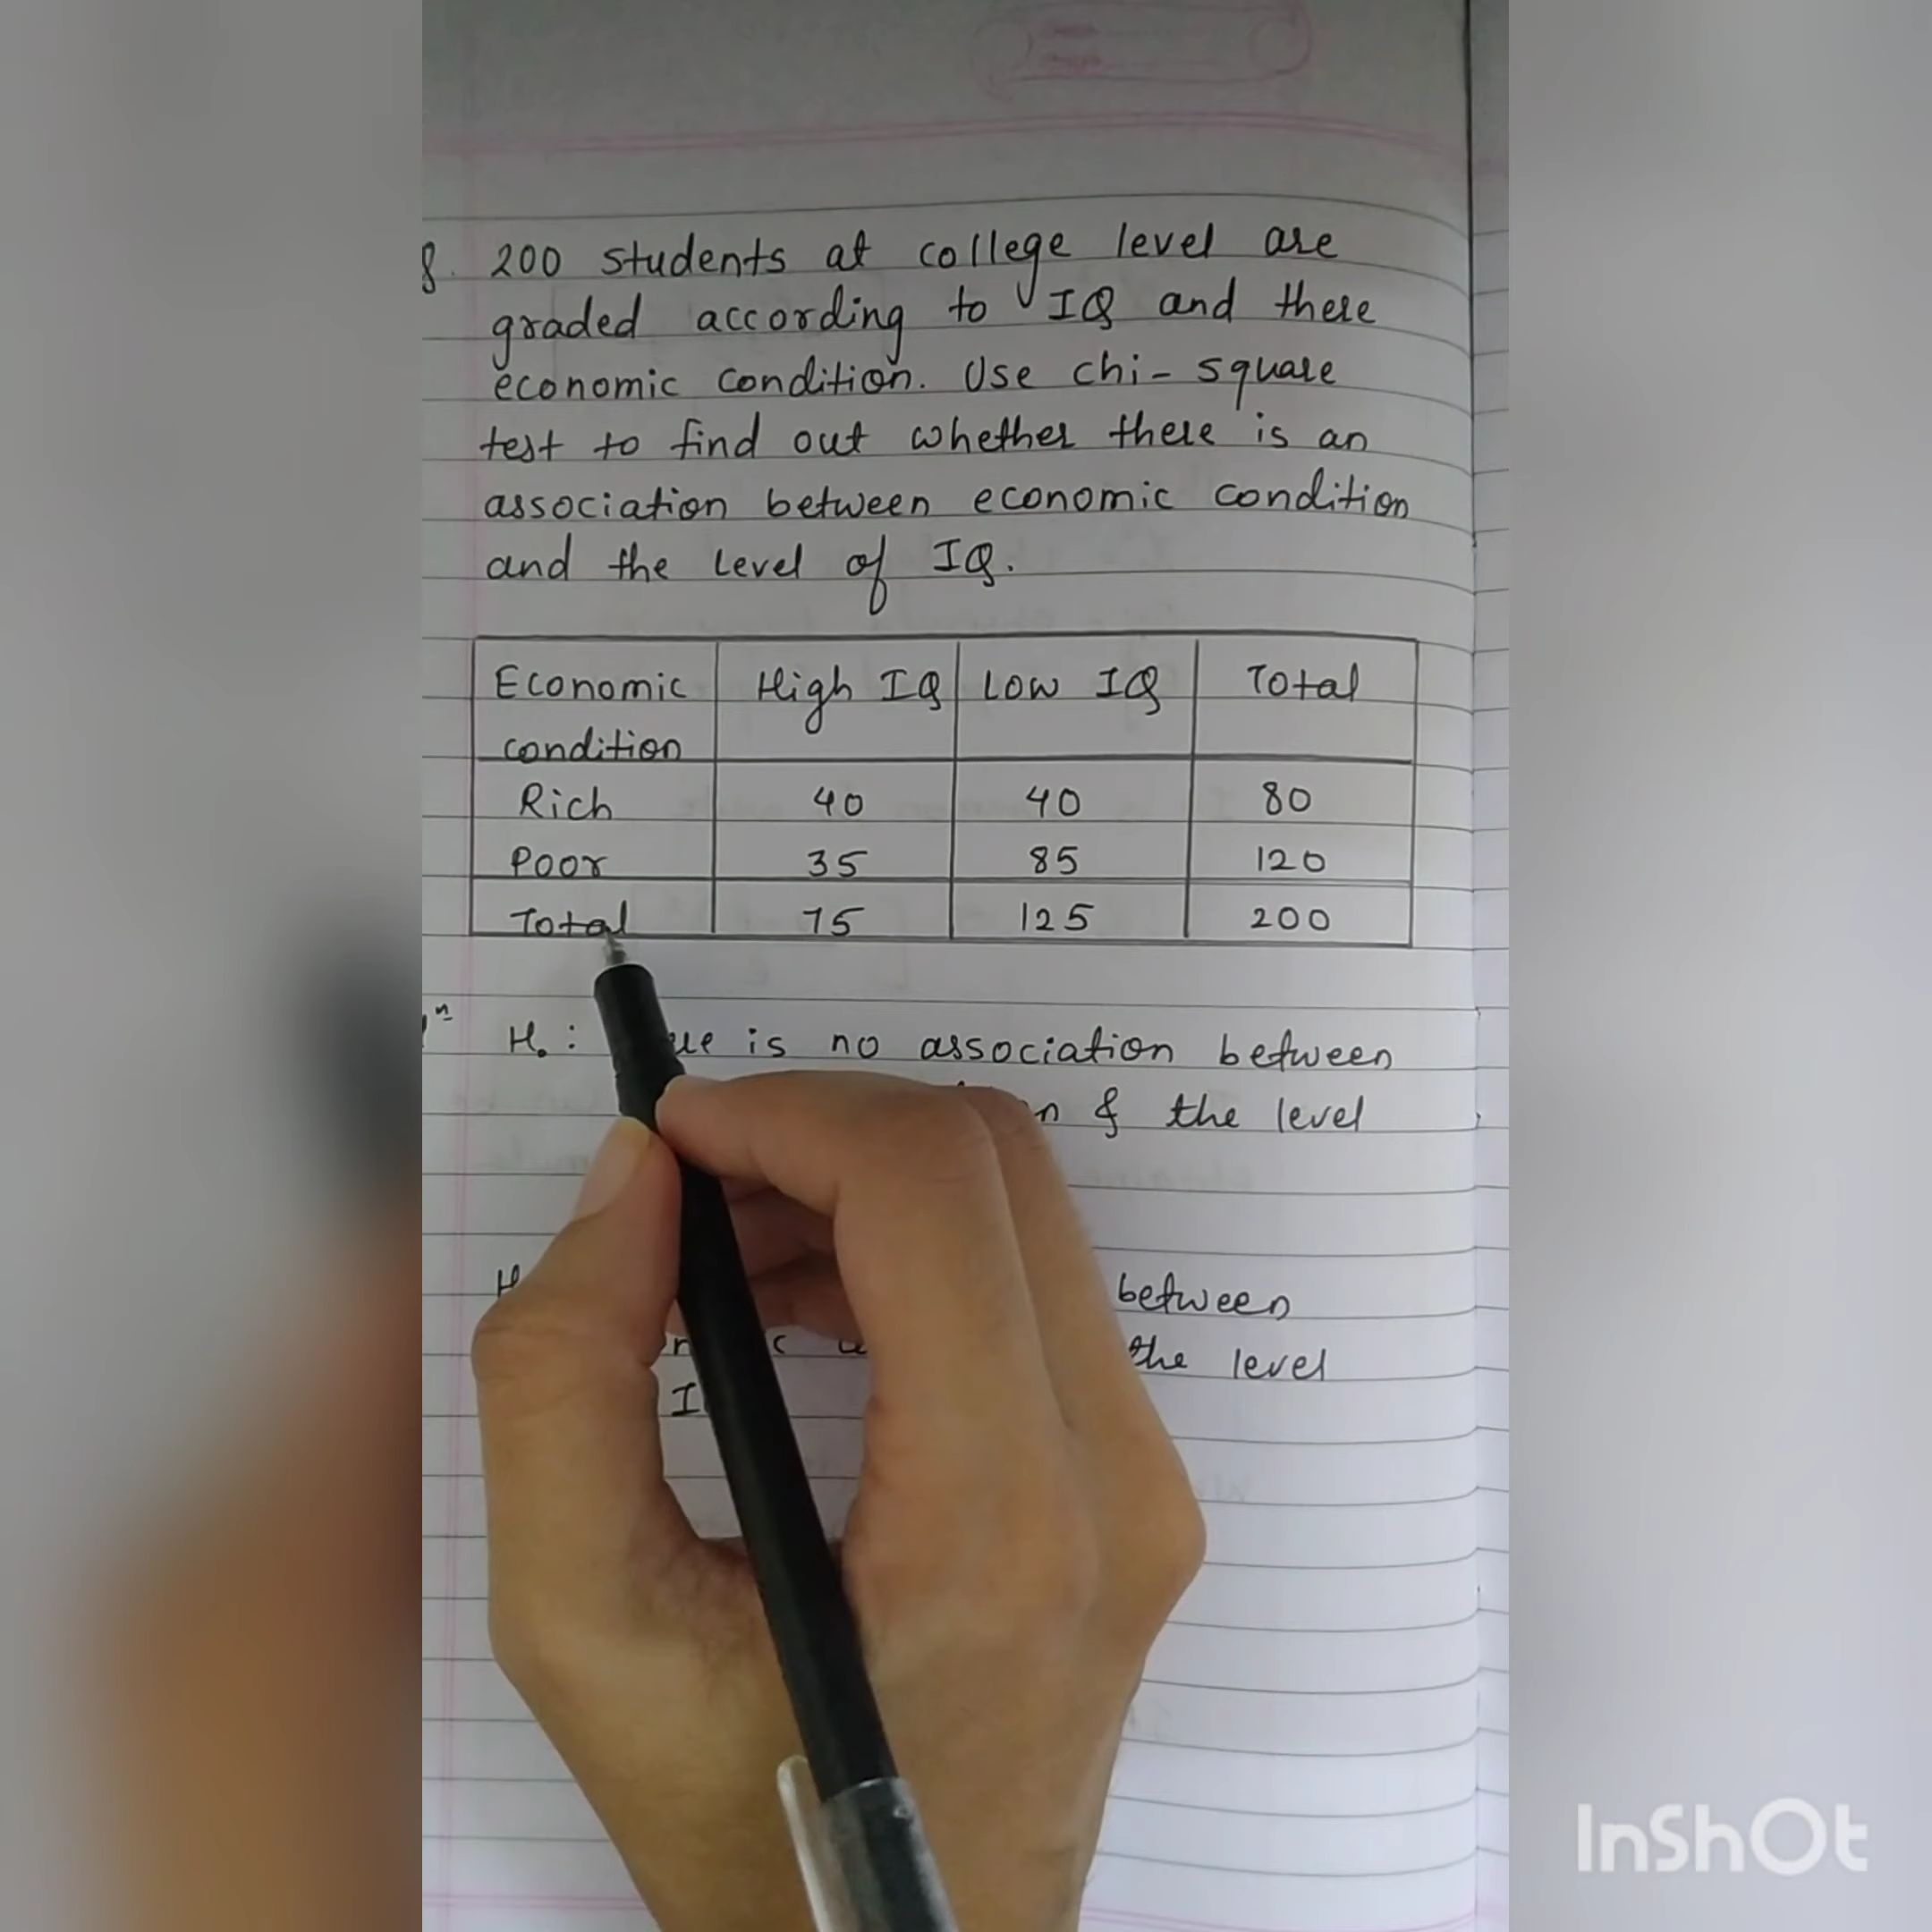 8. 200 students at college level are
graded according to IQ and there
economic condition. Use chi-square
test to find out whether there is an
association between economic condition
and the level of IQ.
Economic condition High IQ Low IQ Total
Rich 40 40 80
Poor 35 85 120
Total 75 125 200
H₀: is no association between
& the level
between
the level
InShOt